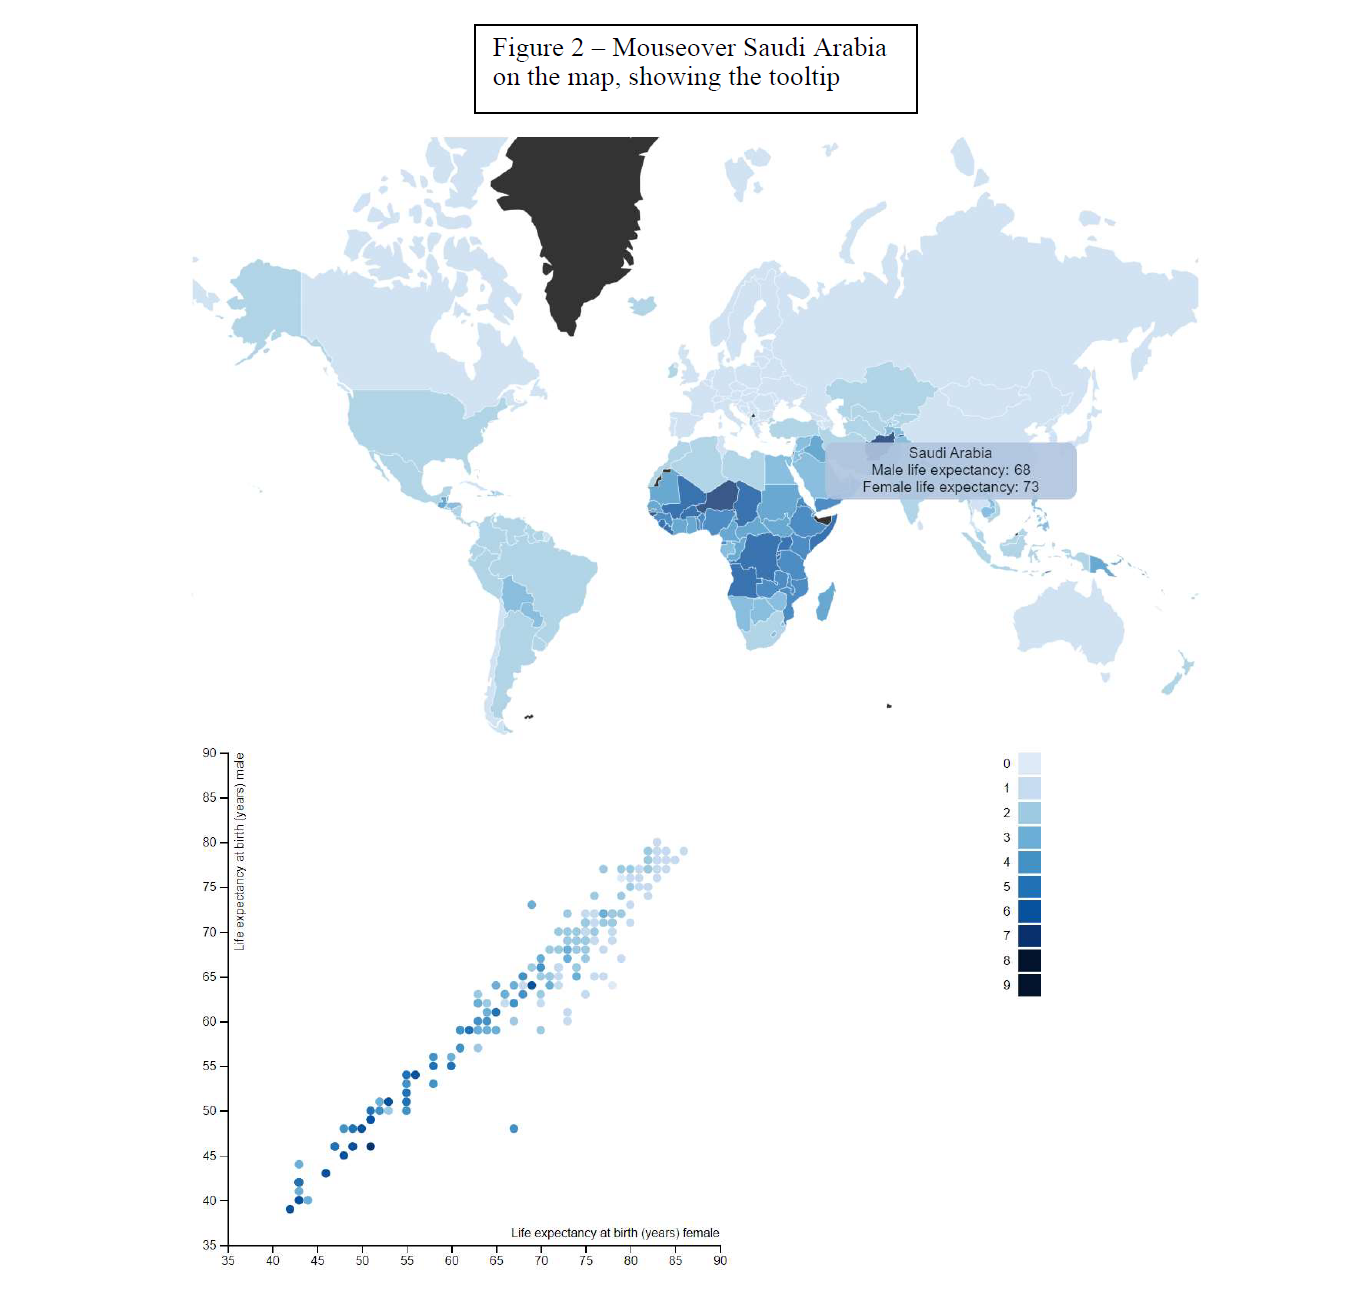 Figure 2 – Mouseover Saudi Arabia
on the map, showing the tooltip
Saudi Arabia
Male life expectancy: 68
Female life expectancy: 73
90
85
80
75
70
65
60
55
50
45
40
35
Life expectancy at birth (years) male
Life expectancy at birth (years) female
35 40 45 50 55 60 65 70 75 80 85 90
0
1
2
3
4
5
6
7
8
9